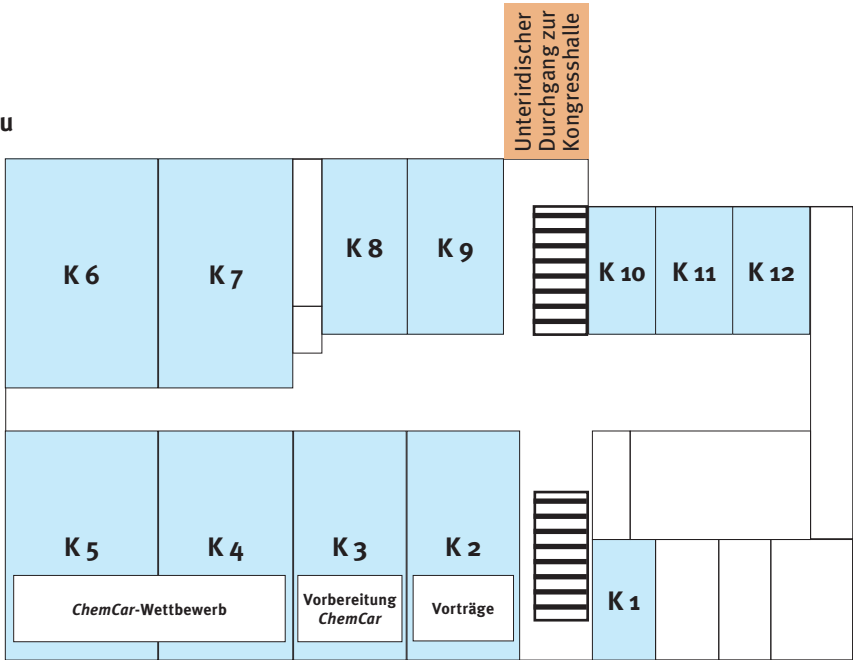 Unterirdischer
Durchgang zur
Kongresshalle
u
K 6
K 7
K 8
K 9
K 10
K 11
K 12
K 5
K 4
K 3
K 2
K 1
ChemCar-Wettbewerb
Vorbereitung
ChemCar
Vorträge